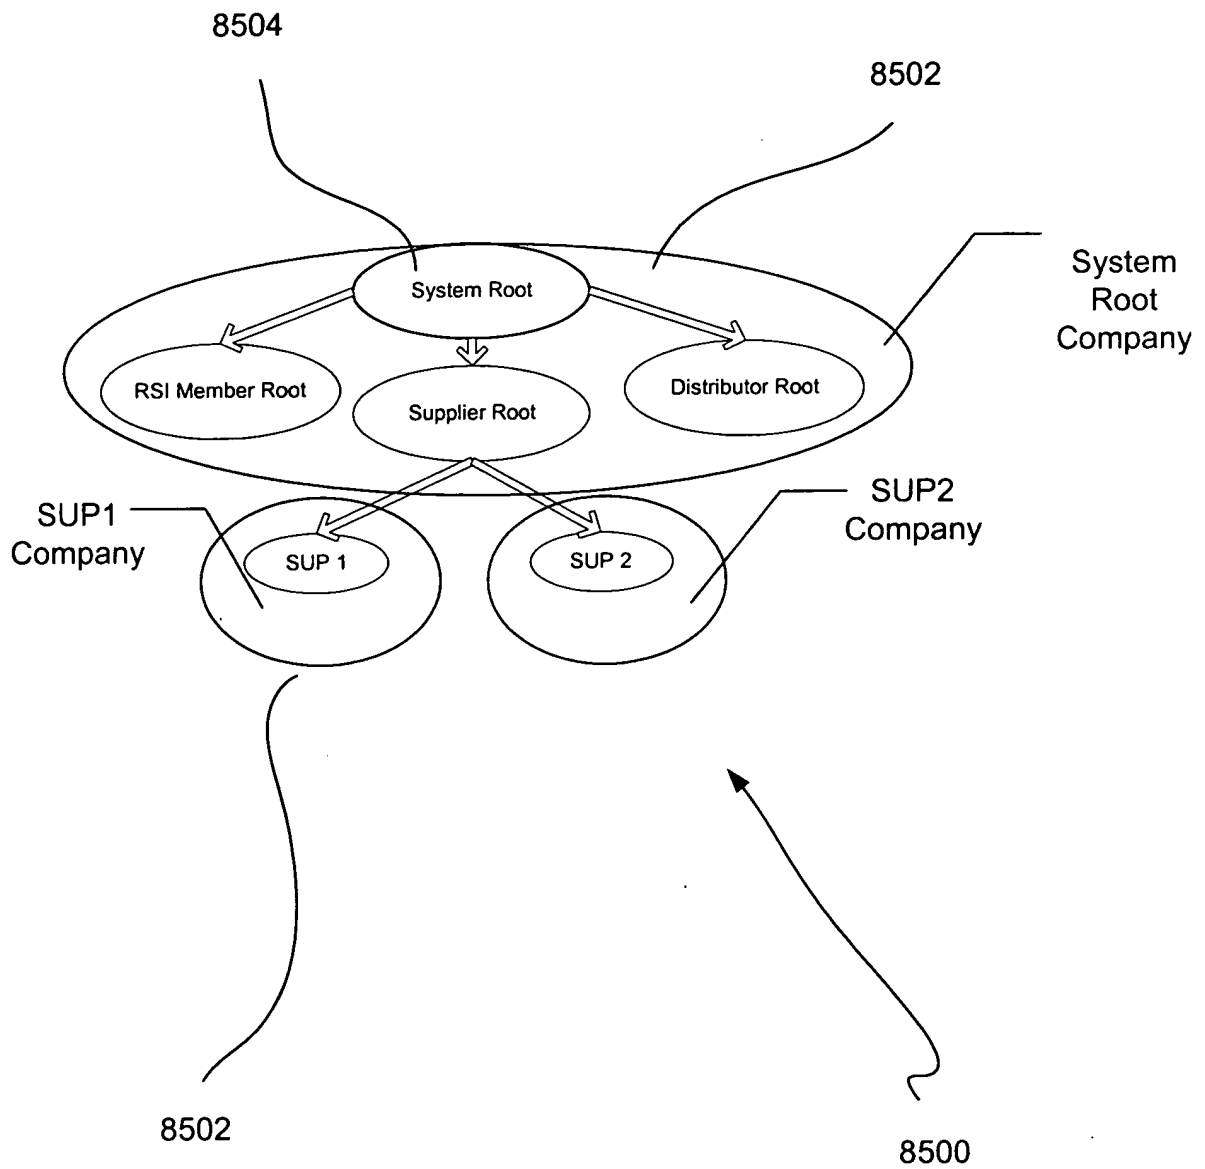 8504
8502
System Root
System
Root
Company
RSI Member Root
Supplier Root
Distributor Root
SUP1
Company
SUP2
Company
SUP 1
SUP 2
8502
8500